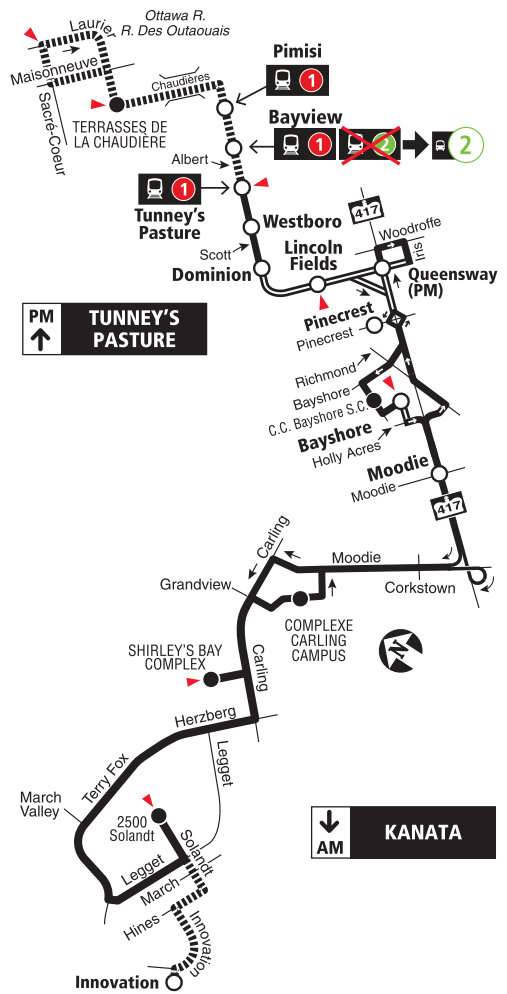 Ottawa R.
R. Des Outaouais
Laurier
Maisonneuve
Sacré-Coeur
Chaudières
TERRASSES DE
LA CHAUDIÈRE
Pimisi
1
Bayview
1
2
2
Albert
1
Tunney's
Pasture
Westboro
Scott
Dominion
Lincoln
Fields
417
Woodroffe
Iris
Queensway
(PM)
PM
TUNNEY'S
PASTURE
Pinecrest
Pinecrest
Richmond
Bayshore
C.C. Bayshore S.C.
Bayshore
Holly Acres
Moodie
Moodie
417
Carling
Moodie
Grandview
Corkstown
COMPLEXE
CARLING
CAMPUS
N
SHIRLEY'S BAY
COMPLEX
Carling
Herzberg
Legget
Terry Fox
March
Valley
2500
Solandt
Solandt
Legget
March
Hines
Innovation
Innovation
AM
KANATA